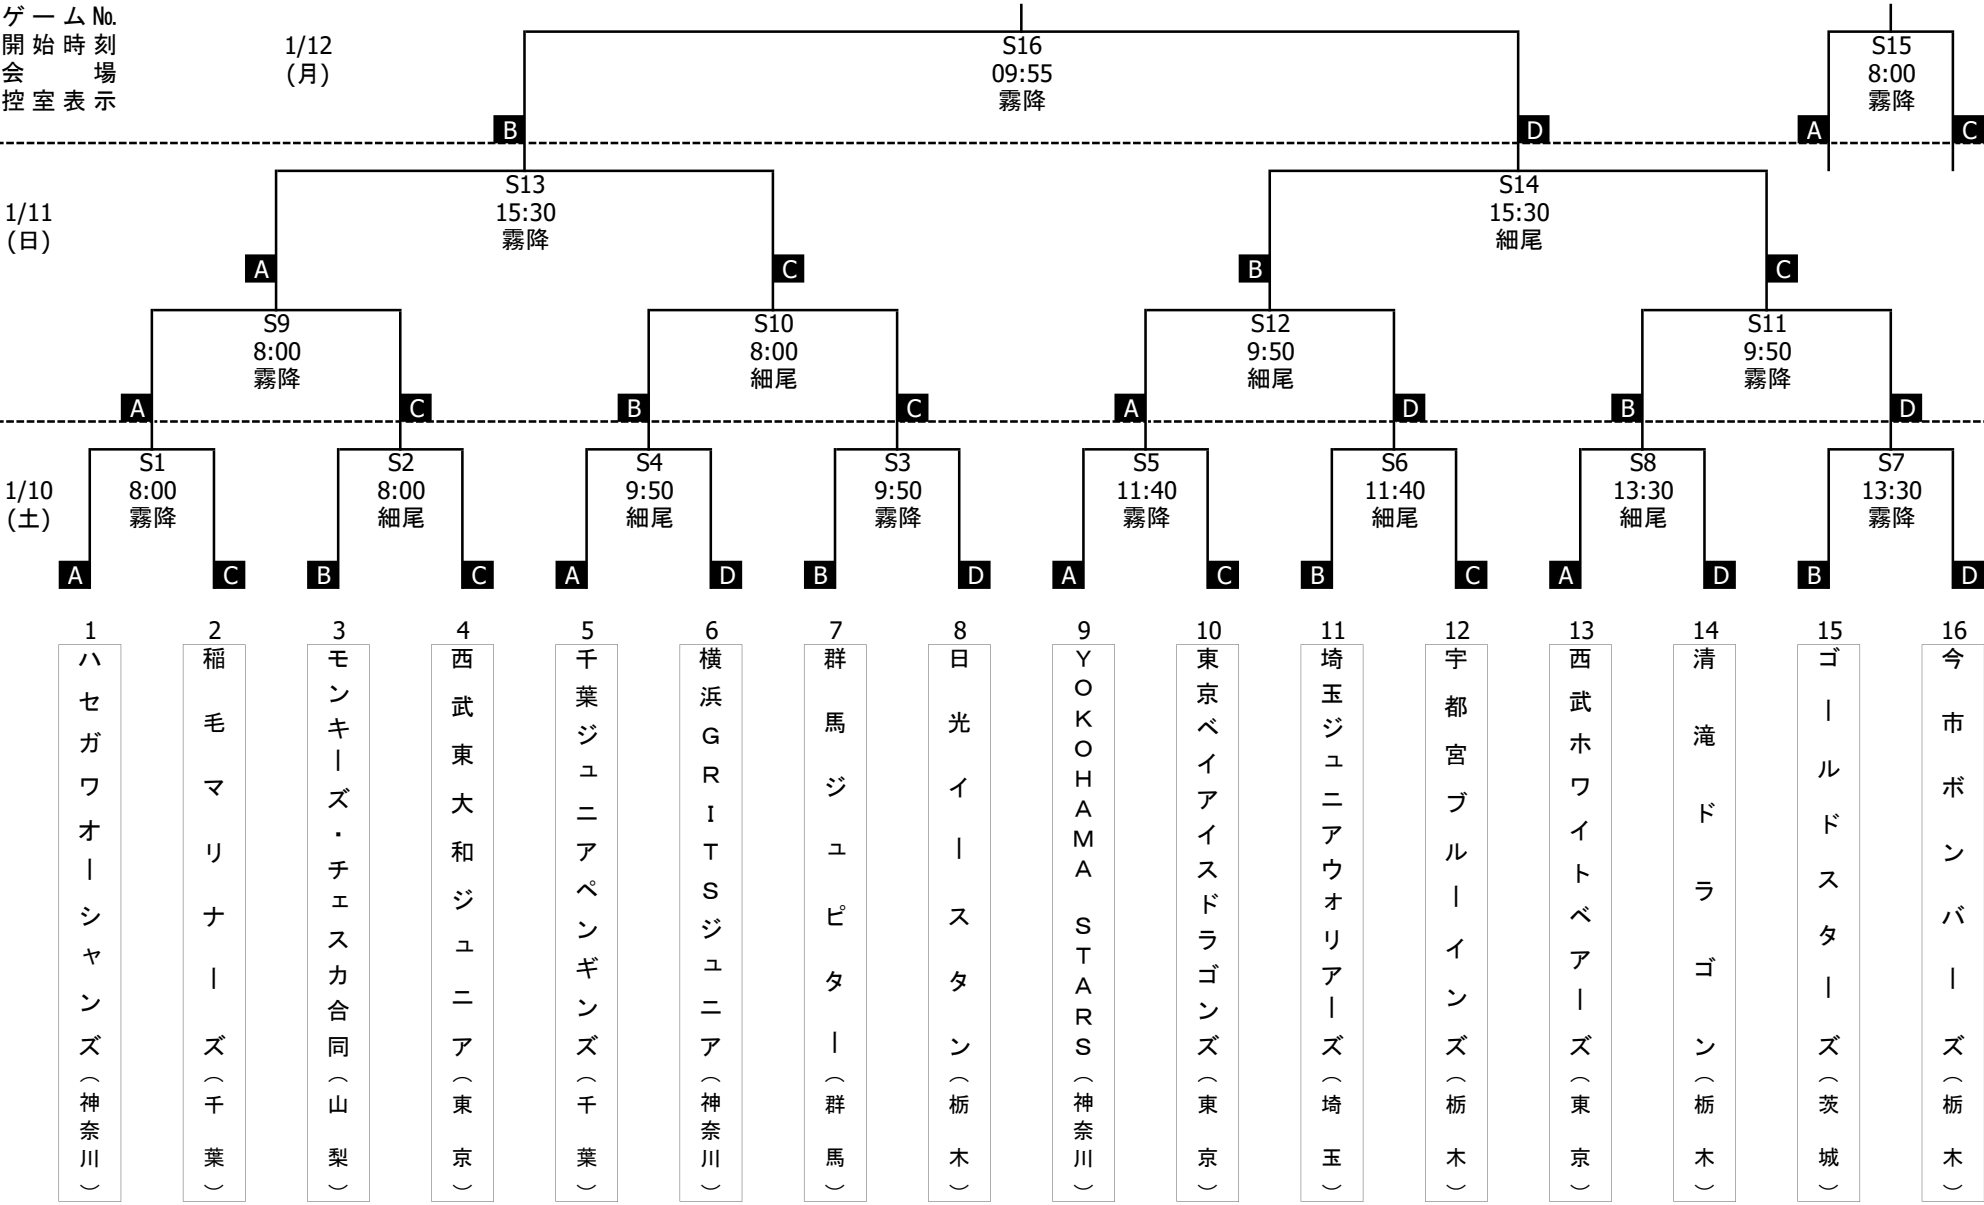 ゲームNo.
開始時刻
会場
控室表示
1/12
(月)
S16
09:55
霧降
S15
8:00
霧降
B
D
A
C
1/11
(日)
S13
15:30
霧降
S14
15:30
細尾
A
C
B
C
S9
8:00
霧降
S10
8:00
細尾
S12
9:50
細尾
S11
9:50
霧降
A
C
B
C
A
D
B
D
1/10
(土)
S1
8:00
霧降
S2
8:00
細尾
S4
9:50
細尾
S3
9:50
霧降
S5
11:40
霧降
S6
11:40
細尾
S8
13:30
細尾
S7
13:30
霧降
A
C
B
C
A
D
B
D
A
C
B
C
A
D
B
D
1
ハセガワオーシャンズ(神奈川)
2
稲毛マリナーズ(千葉)
3
モンキーズ・チェスカ合同(山梨)
4
西武東大和ジュニア(東京)
5
千葉ジュニアペンギンズ(千葉)
6
横浜GRITSジュニア(神奈川)
7
群馬ジュピター(群馬)
8
日光イースタン(栃木)
9
YOKOHAMA STARS(神奈川)
10
東京ベイアイスドラゴンズ(東京)
11
埼玉ジュニアウォリアーズ(埼玉)
12
宇都宮ブルーインズ(栃木)
13
西武ホワイトベアーズ(東京)
14
清滝ドラゴン(栃木)
15
ゴールドスターズ(茨城)
16
今市ボンバーズ(栃木)